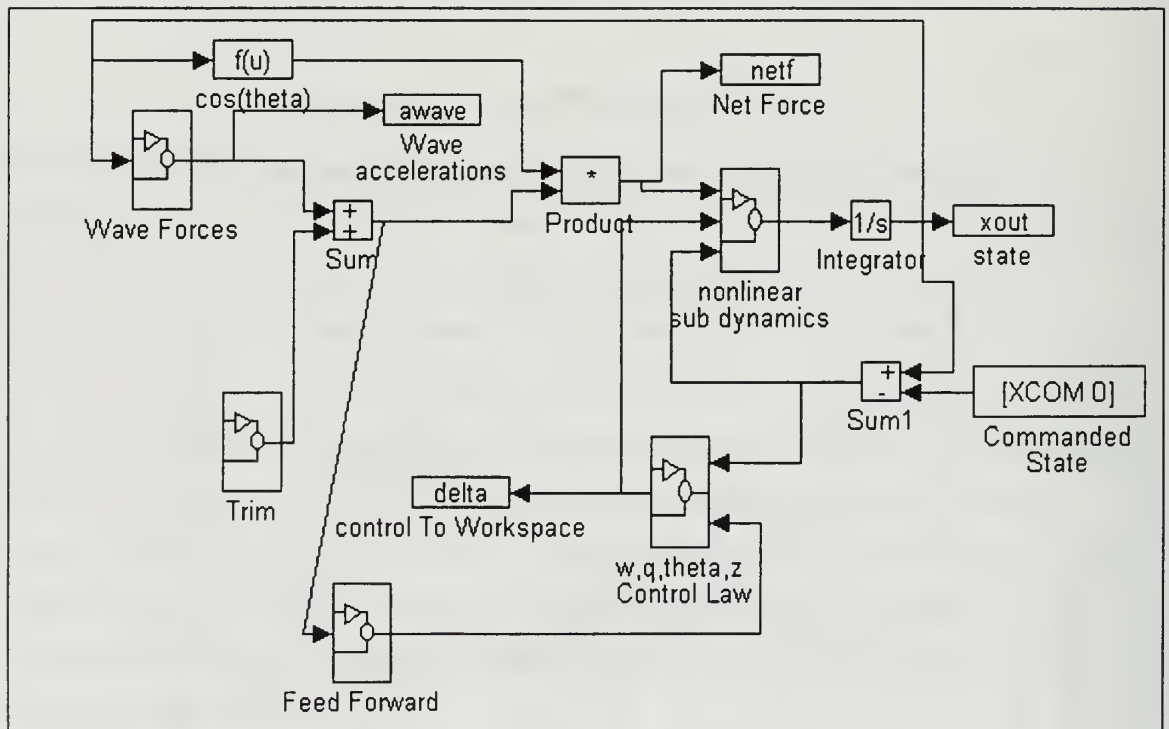 f(u)
cos(theta)
netf
Net Force
awave
Wave
accelerations
Wave Forces
+
+
Sum
*
Product
nonlinear
sub dynamics
1/s
Integrator
xout
state
+
-
Sum1
[XCOM 0]
Commanded
State
Trim
delta
control To Workspace
w,q,theta,z
Control Law
Feed Forward